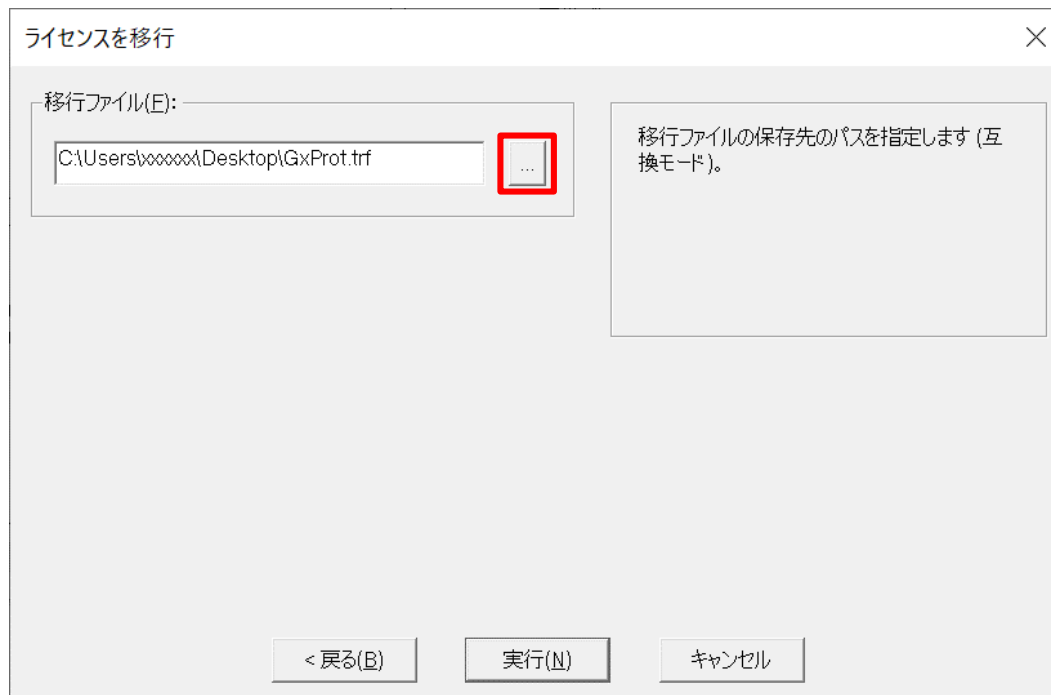 ライセンスを移行
移行ファイル(F):
C:\Users\xxxxxx\Desktop\GxProt.trf
...
移行ファイルの保存先のパスを指定します (互
換モード)。
< 戻る(B)
実行(N)
キャンセル